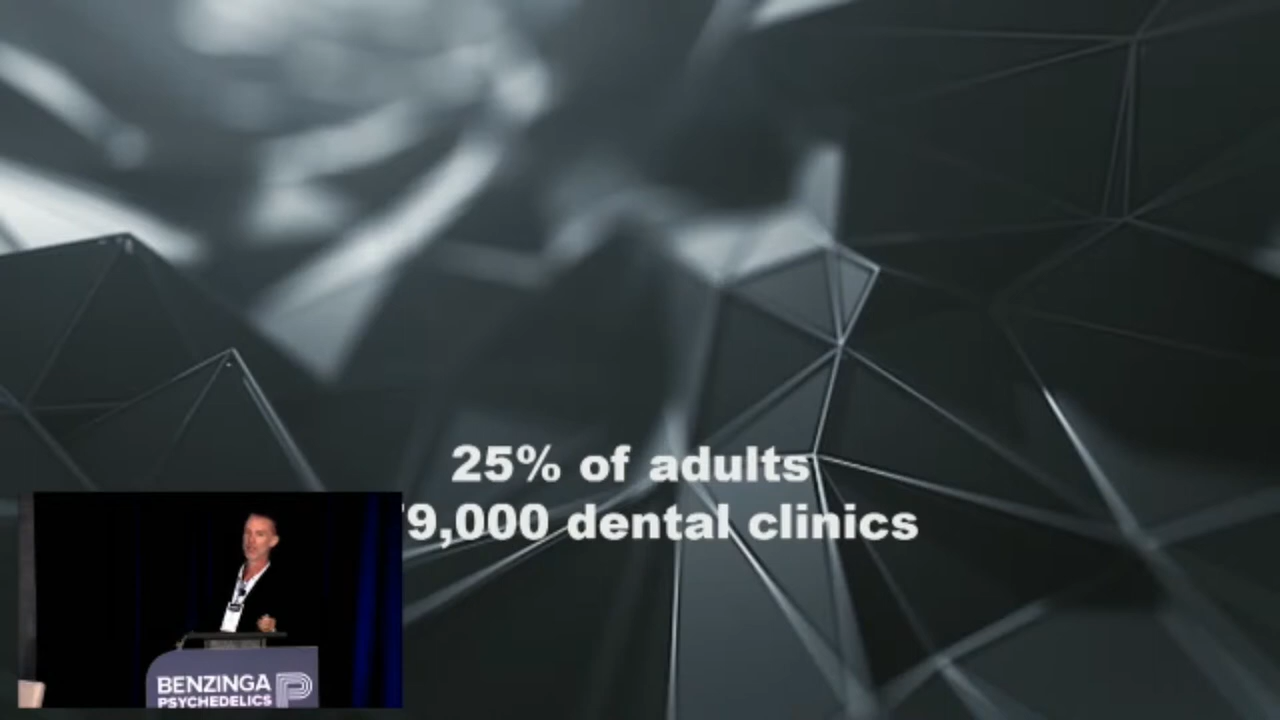 25% of adults
9,000 dental clinics
BENZINGA
PSYCHEDELICS